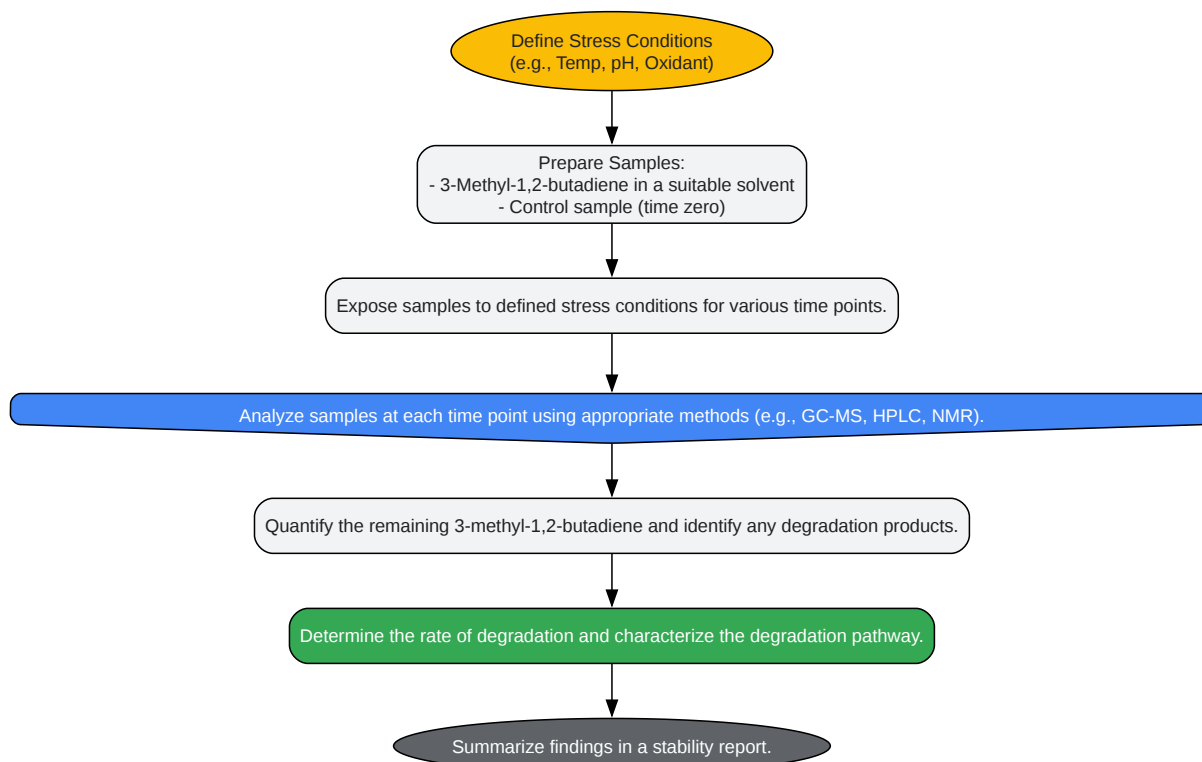 Define Stress Conditions
(e.g., Temp, pH, Oxidant)
Prepare Samples:
- 3-Methyl-1,2-butadiene in a suitable solvent
- Control sample (time zero)
Expose samples to defined stress conditions for various time points.
Analyze samples at each time point using appropriate methods (e.g., GC-MS, HPLC, NMR).
Quantify the remaining 3-methyl-1,2-butadiene and identify any degradation products.
Determine the rate of degradation and characterize the degradation pathway.
Summarize findings in a stability report.